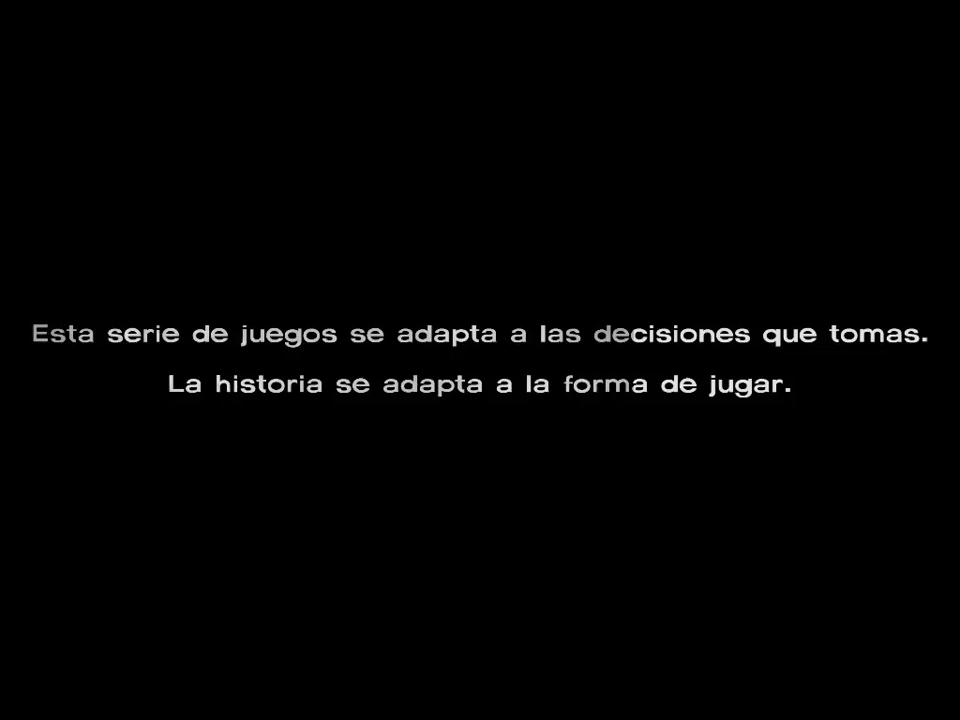 Esta serie de juegos se adapta a las decisiones que tomas.
La historia se adapta a la forma de jugar.